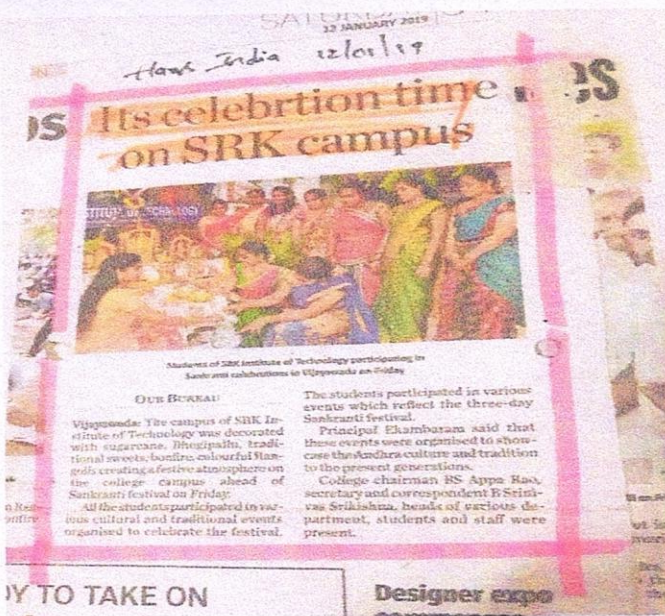 SATURDAY
12 JANUARY 2019
Hans India 12/01/19
Its celebrtion time
on SRK campus
Students of SRK Institute of Technology participating in
Sankranti celebrations in Vijayawada on Friday
OUR BUREAU
Vijayawada: The campus of SRK In-
stitute of Technology was decorated
with sugarcane, Bhogipallu, tradi-
tional sweets, bonfire, colourful Ran-
golis creating a festive atmosphere on
the college campus ahead of
Sankranti festival on Friday.
All the students participated in var-
ious cultural and traditional events
organised to celebrate the festival.
The students participated in various
events which reflect the three-day
Sankranti festival.
Principal Ekambaram said that
these events were organised to show-
case the Andhra culture and tradition
to the present generations.
College chairman BS Appa Rao,
secretary and correspondent B Srini-
vas Srikishna, heads of various de-
partment, students and staff were
present.
Y TO TAKE ON
Designer expo